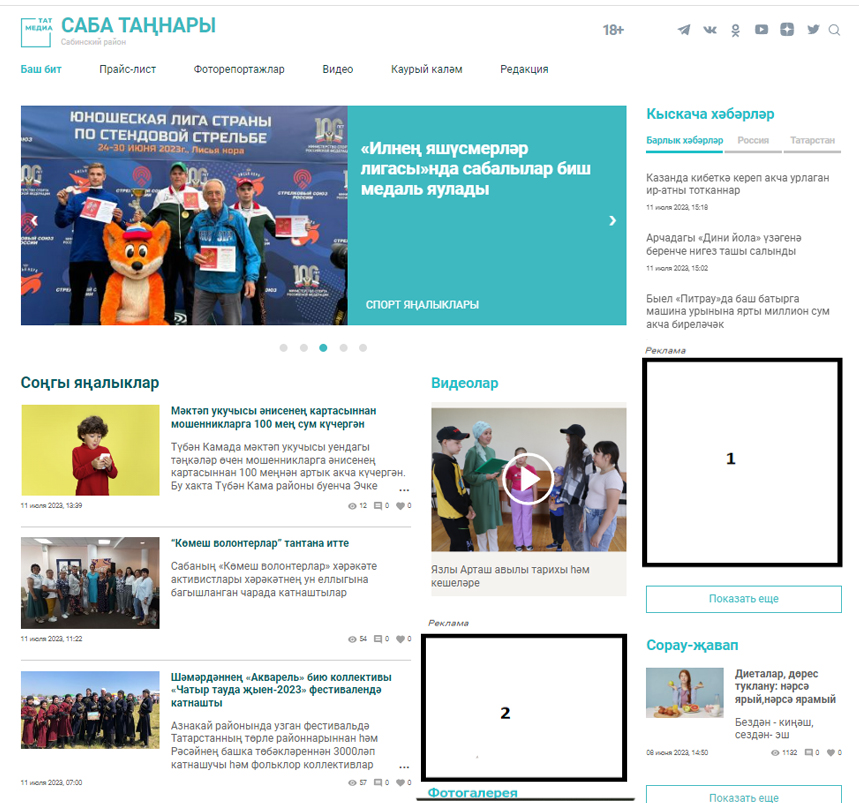 ТАТ
МЕДИА
САБА ТАҢНАРЫ
Сабинский район
18+
Баш бит
Прайс-лист
Фоторепортажлар
Видео
Каурый каләм
Редакция
ЮНОШЕСКАЯ ЛИГА СТРАНЫ
ПО СТЕНДОВОЙ СТРЕЛЬБЕ
24-30 ИЮНЯ 2023г., Лисья нора
«Илнең яшүсмерләр
лигасы»нда сабалылар биш
медаль яулады
СПОРТ ЯҢАЛЫКЛАРЫ
Кыскача хәбәрләр
Барлык хәбәрләр
Россия
Татарстан
Казанда кибеткә кереп акча урлаган
ир-атны тотканнар
11 июля 2023, 15:18
Арчадагы «Дини йола» үзәгенә
беренче нигез ташы салынды
11 июля 2023, 15:02
Быел «Питрау»да баш батырга
машина урынына ярты миллион сум
акча биреләчәк
Реклама
1
Показать еще
Соңгы яңалыклар
Мәктәп укучысы әнисенең картасыннан
мошенникларга 100 мең сум күчергән
Түбән Камада мәктәп укучысы уендагы
тәңкәләр өчен мошенникларга әнисенең
картасыннан 100 меңнән артык акча күчергән.
Бу хакта Түбән Кама районы буенча Эчке ...
11 июля 2023, 13:39
12 0 0
“Көмеш волонтерлар” тантана итте
Сабаның «Көмеш волонтерлар» хәрәкәте
активистлары хәрәкәтнең ун еллыгына
багышланган чарада катнаштылар
11 июля 2023, 11:22
54 0 0
Шәмәрдәннең «Акварель» бию коллективы
«Чатыр тауда җыен-2023» фестивалендә
катнашты
Азнакай районында узган фестивальдә
Татарстанның төрле районнарыннан һәм
Рәсәйнең башка төбәкләреннән 3000ләп
катнашучы һәм фольклор коллективлар ...
11 июля 2023, 07:00
57 0 0
Видеолар
Язлы Арташ авылы тарихы һәм
кешеләре
Реклама
2
Фотогалерея
Сорау-җавап
Диеталар, дөрес
туклану: нәрсә
ярый,нәрсә ярамый
Бездән - киңәш,
сездән- эш
06 июня 2023, 14:50
1132 0 0
Показать еще